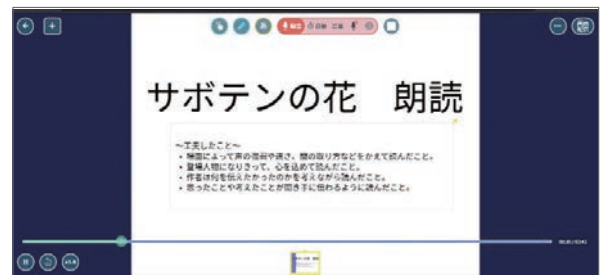 サボテンの花　朗読
〜工夫したこと〜
・場面によって声の強弱や速さ、間の取り方などをかえて読んだこと。
・登場人物になりきって、心を込めて読んだこと。
・作者は何を伝えたかったのかを考えながら読んだこと。
・思ったことや考えたことが聞き手に伝わるように読んだこと。